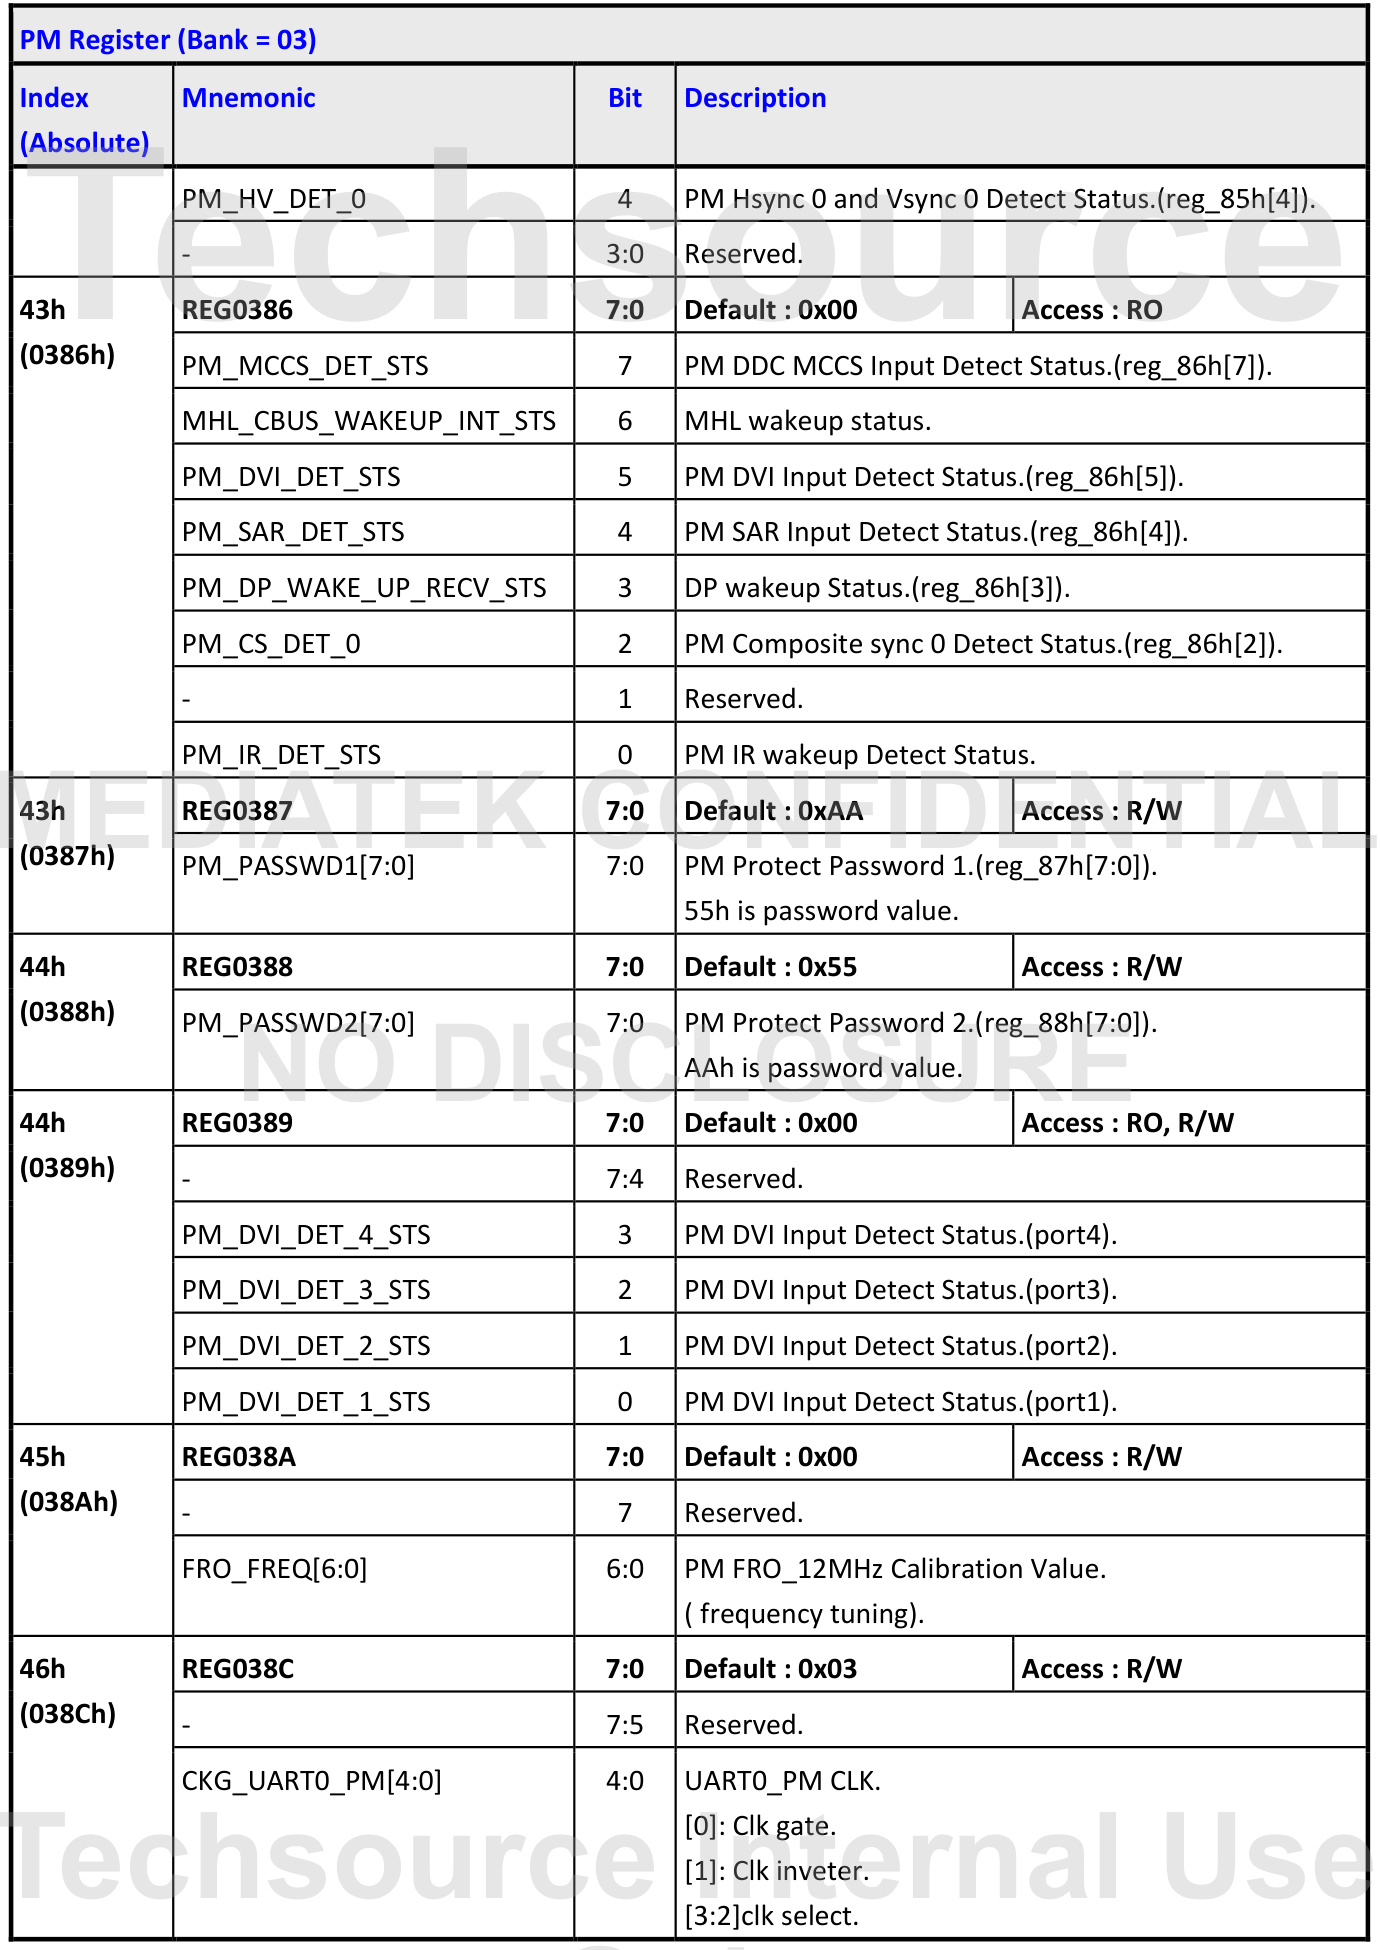 PM Register (Bank = 03)
Index Mnemonic Bit Description
(Absolute)
PM_HV_DET_0 4 PM Hsync 0 and Vsync 0 Detect Status.(reg_85h[4]).
- 3:0 Reserved.
43h REG0386 7:0 Default : 0x00 Access : RO
(0386h)
PM_MCCS_DET_STS 7 PM DDC MCCS Input Detect Status.(reg_86h[7]).
MHL_CBUS_WAKEUP_INT_STS 6 MHL wakeup status.
PM_DVI_DET_STS 5 PM DVI Input Detect Status.(reg_86h[5]).
PM_SAR_DET_STS 4 PM SAR Input Detect Status.(reg_86h[4]).
PM_DP_WAKE_UP_RECV_STS 3 DP wakeup Status.(reg_86h[3]).
PM_CS_DET_0 2 PM Composite sync 0 Detect Status.(reg_86h[2]).
- 1 Reserved.
PM_IR_DET_STS 0 PM IR wakeup Detect Status.
43h REG0387 7:0 Default : 0xAA Access : R/W
(0387h) PM_PASSWD1[7:0] 7:0 PM Protect Password 1.(reg_87h[7:0]).
55h is password value.
44h REG0388 7:0 Default : 0x55 Access : R/W
(0388h) PM_PASSWD2[7:0] 7:0 PM Protect Password 2.(reg_88h[7:0]).
AAh is password value.
44h REG0389 7:0 Default : 0x00 Access : RO, R/W
(0389h)
- 7:4 Reserved.
PM_DVI_DET_4_STS 3 PM DVI Input Detect Status.(port4).
PM_DVI_DET_3_STS 2 PM DVI Input Detect Status.(port3).
PM_DVI_DET_2_STS 1 PM DVI Input Detect Status.(port2).
PM_DVI_DET_1_STS 0 PM DVI Input Detect Status.(port1).
45h REG038A 7:0 Default : 0x00 Access : R/W
(038Ah)
- 7 Reserved.
FRO_FREQ[6:0] 6:0 PM FRO_12MHz Calibration Value.
( frequency tuning).
46h REG038C 7:0 Default : 0x03 Access : R/W
(038Ch)
- 7:5 Reserved.
CKG_UART0_PM[4:0] 4:0 UART0_PM CLK.
[0]: Clk gate.
[1]: Clk inveter.
[3:2]clk select.
Techsource
MEDIATEK CONFIDENTIAL
NO DISCLOSURE
Techsource Internal Use